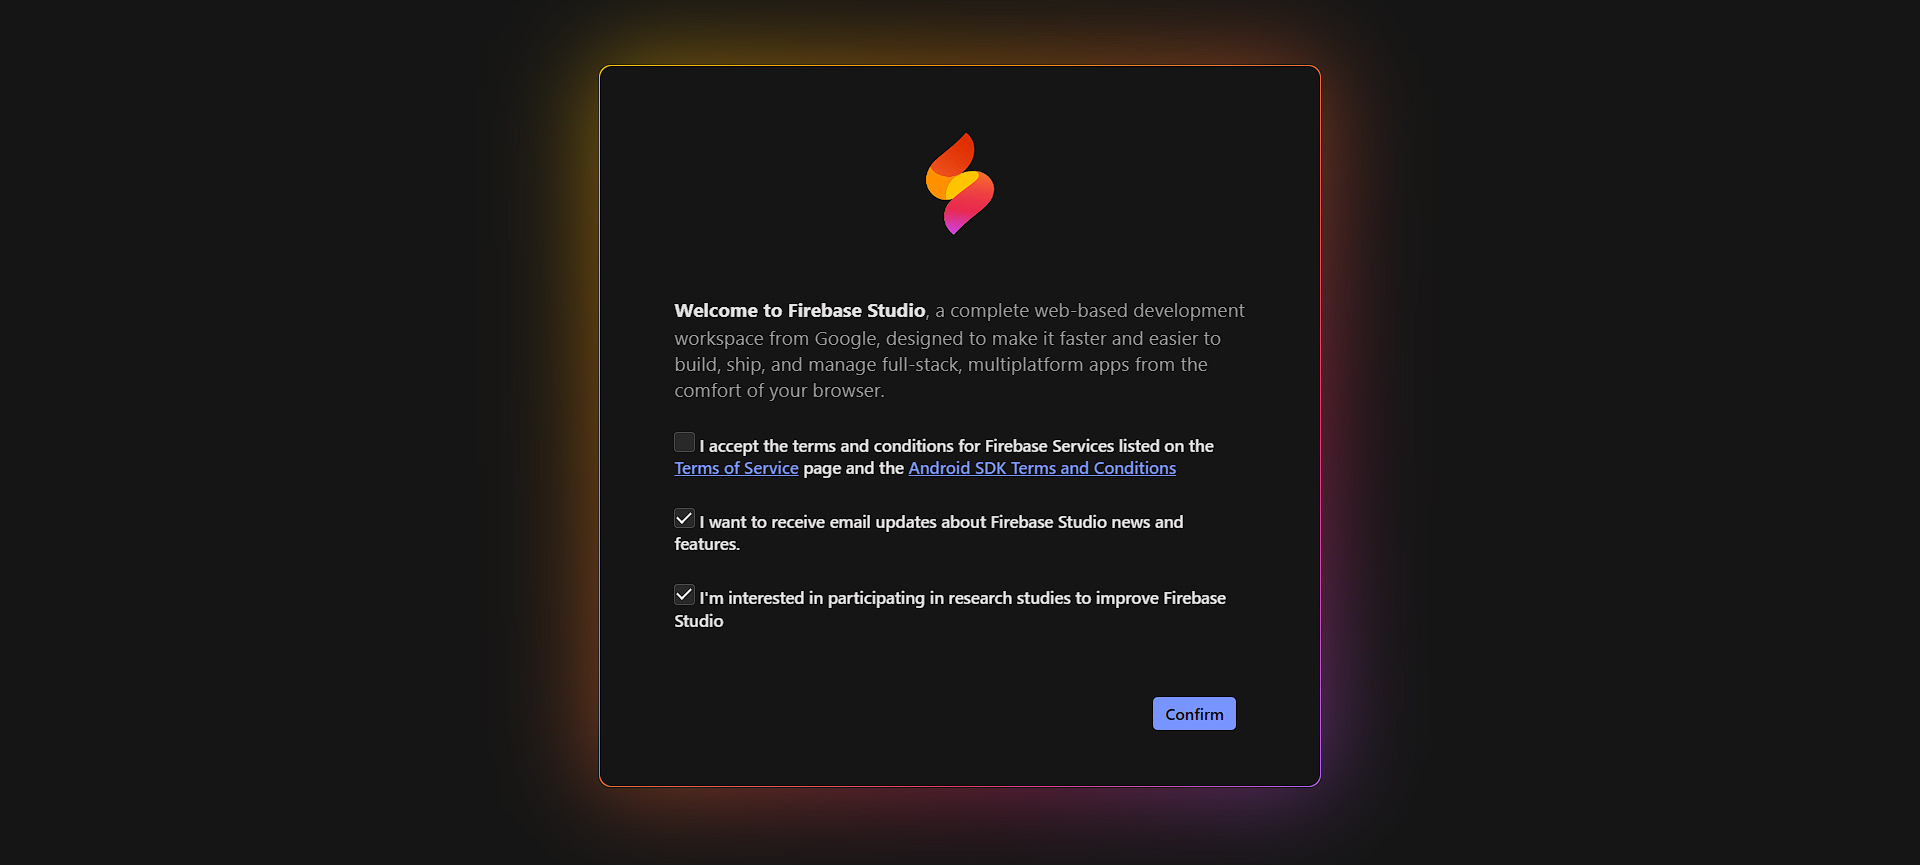 Welcome to Firebase Studio, a complete web-based development
workspace from Google, designed to make it faster and easier to
build, ship, and manage full-stack, multiplatform apps from the
comfort of your browser.
I accept the terms and conditions for Firebase Services listed on the
Terms of Service page and the Android SDK Terms and Conditions
I want to receive email updates about Firebase Studio news and
features.
I'm interested in participating in research studies to improve Firebase
Studio
Confirm